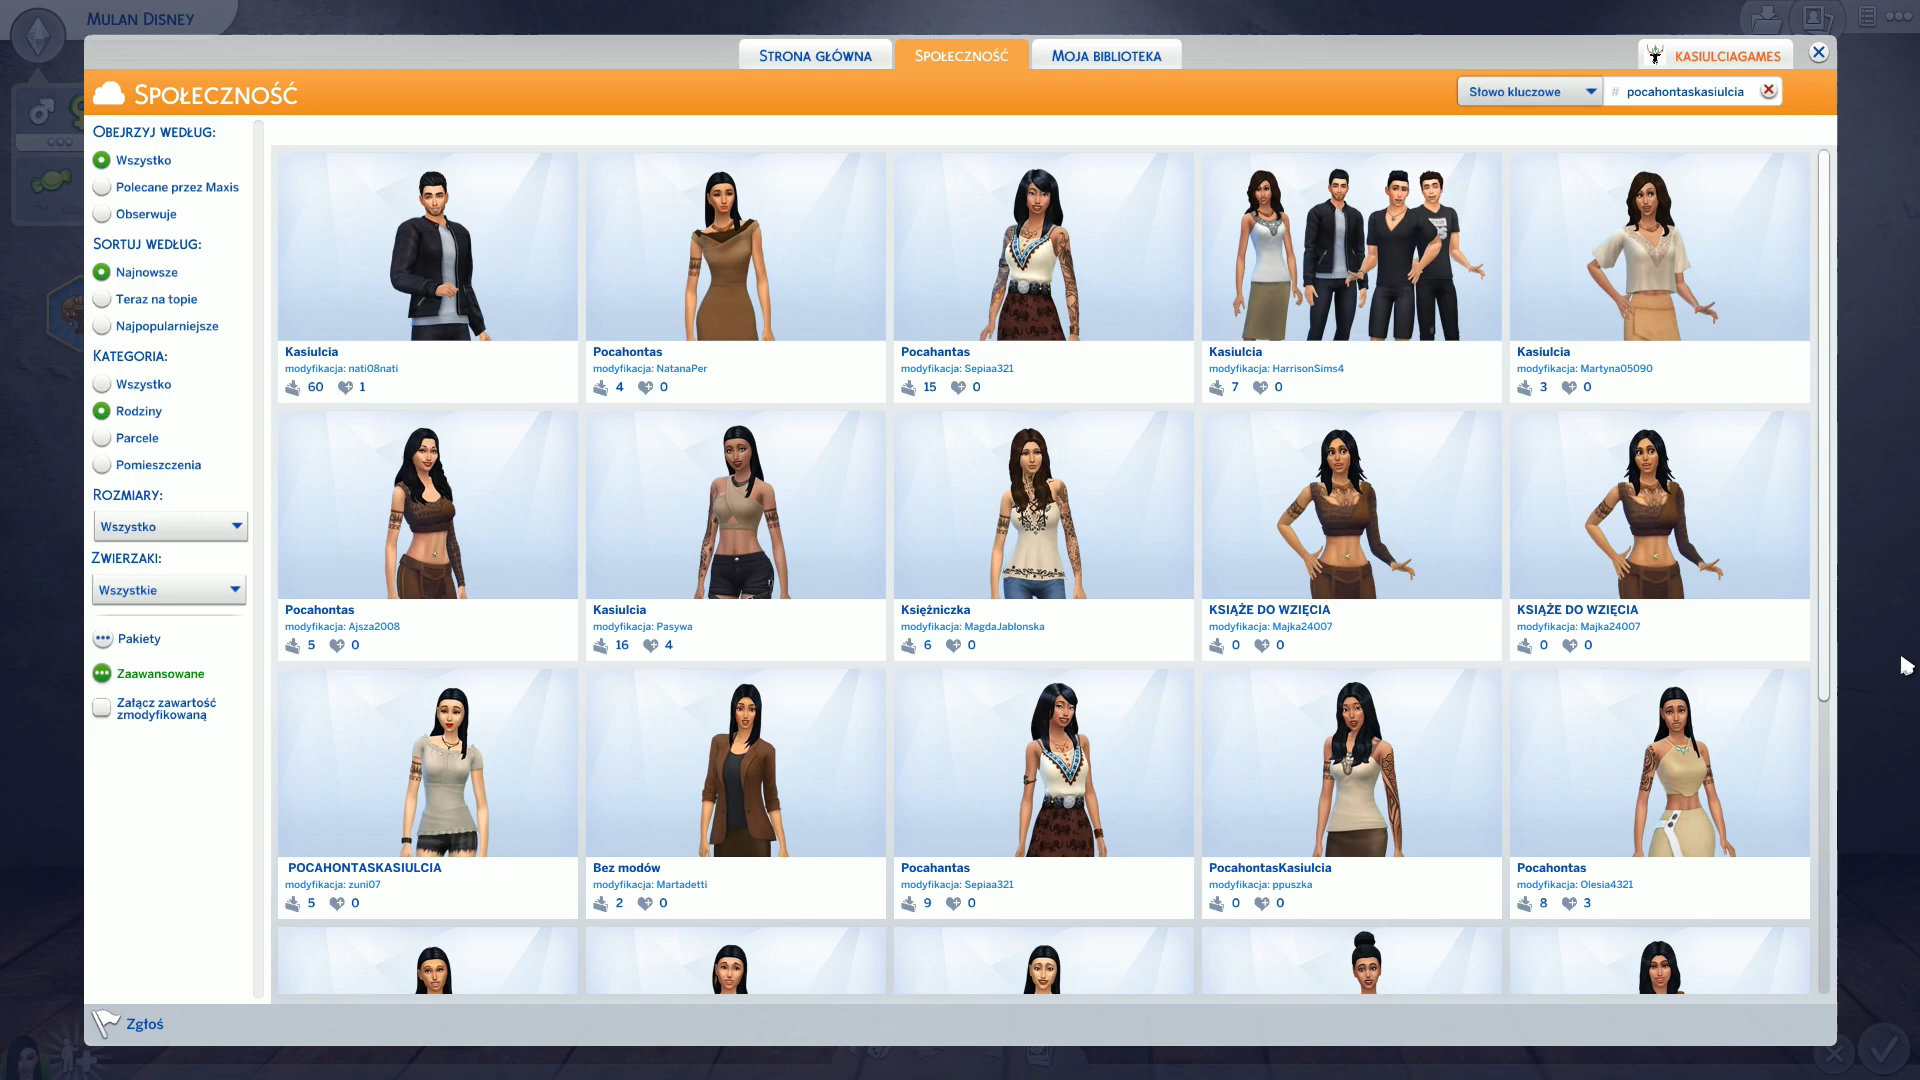 MULAN DISNEY
STRONA GŁÓWNA
SPOŁECZNOŚĆ
MOJA BIBLIOTEKA
KASIULCIAGAMES
SPOŁECZNOŚĆ
Słowo kluczowe
# pocahontaskasiulcia
OBEJRZYJ WEDŁUG:
Wszystko
Polecane przez Maxis
Obserwuje
SORTUJ WEDŁUG:
Najnowsze
Teraz na topie
Najpopularniejsze
KATEGORIA:
Wszystko
Rodziny
Parcele
Pomieszczenia
ROZMIARY:
Wszystko
ZWIERZAKI:
Wszystkie
Pakiety
Zaawansowane
Załącz zawartość
zmodyfikowaną
Kasiulcia
modyfikacja: nati08nati
60 1
Pocahontas
modyfikacja: NatanaPer
4 0
Pocahantas
modyfikacja: Sepiaa321
15 0
Kasiulcia
modyfikacja: HarrisonSims4
7 0
Kasiulcia
modyfikacja: Martyna05090
3 0
Pocahontas
modyfikacja: Ajsza2008
5 0
Kasiulcia
modyfikacja: Pasywa
16 4
Księżniczka
modyfikacja: MagdaJablonska
6 0
KSIĄŻE DO WZIĘCIA
modyfikacja: Majka24007
0 0
KSIĄŻE DO WZIĘCIA
modyfikacja: Majka24007
0 0
POCAHONTASKASIULCIA
modyfikacja: zuni07
5 0
Bez modów
modyfikacja: Martadetti
2 0
Pocahantas
modyfikacja: Sepiaa321
9 0
PocahontasKasiulcia
modyfikacja: ppuszka
0 0
Pocahontas
modyfikacja: Olesia4321
8 3
Zgłoś